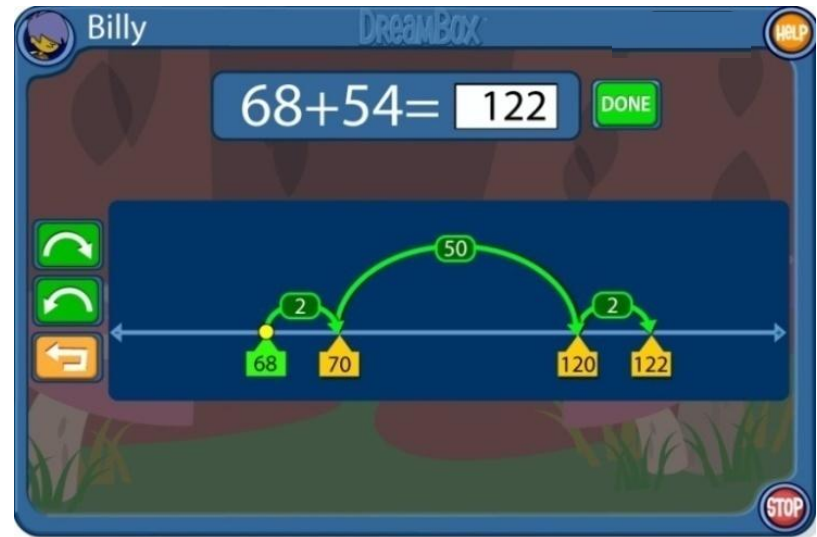 Billy
DREAMBOX
HELP
68+54= 122
DONE
50
2
2
68
70
120
122
STOP